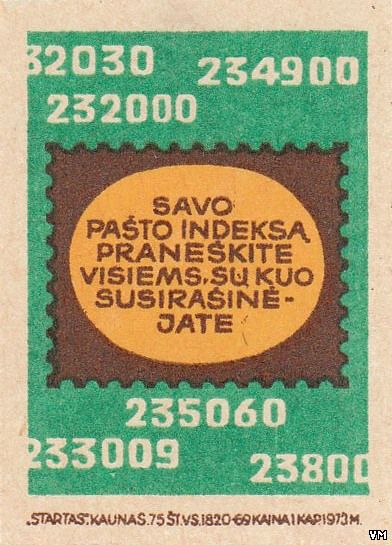 32030
234900
232000
SAVO
PAŠTO INDEKSĄ
PRANEŠKITE
VISIEMS, SU KUO
SUSIRAŠINĖ-
JATE
235060
233009
23800
„STARTAS“, KAUNAS. 75 ŠT. VS. 1820-69 KAINA 1 KAP. 1973 M.
VM